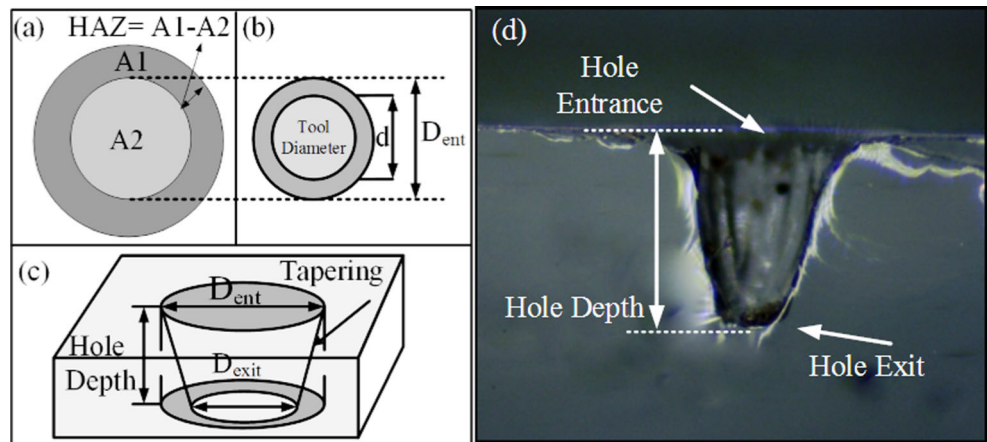 (a)
HAZ= A1-A2
A1
A2
(b)
Tool
Diameter
d
D_ent
(c)
Tapering
D_ent
Hole
Depth
D_exit
(d)
Hole
Entrance
Hole Depth
Hole Exit